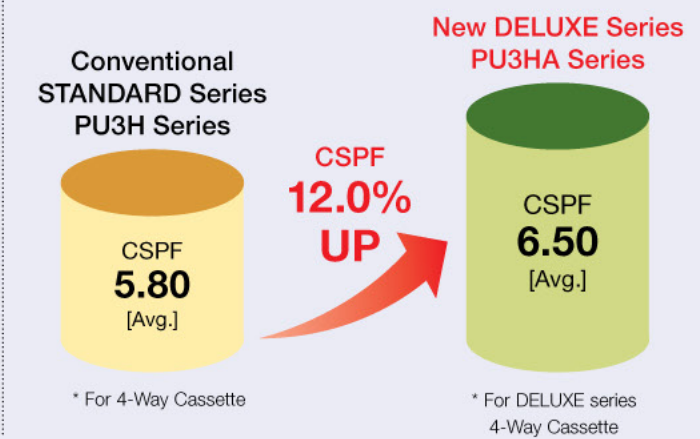 Conventional
STANDARD Series
PU3H Series
CSPF
5.80
[Avg.]
* For 4-Way Cassette
CSPF
12.0%
UP
New DELUXE Series
PU3HA Series
CSPF
6.50
[Avg.]
* For DELUXE series
4-Way Cassette